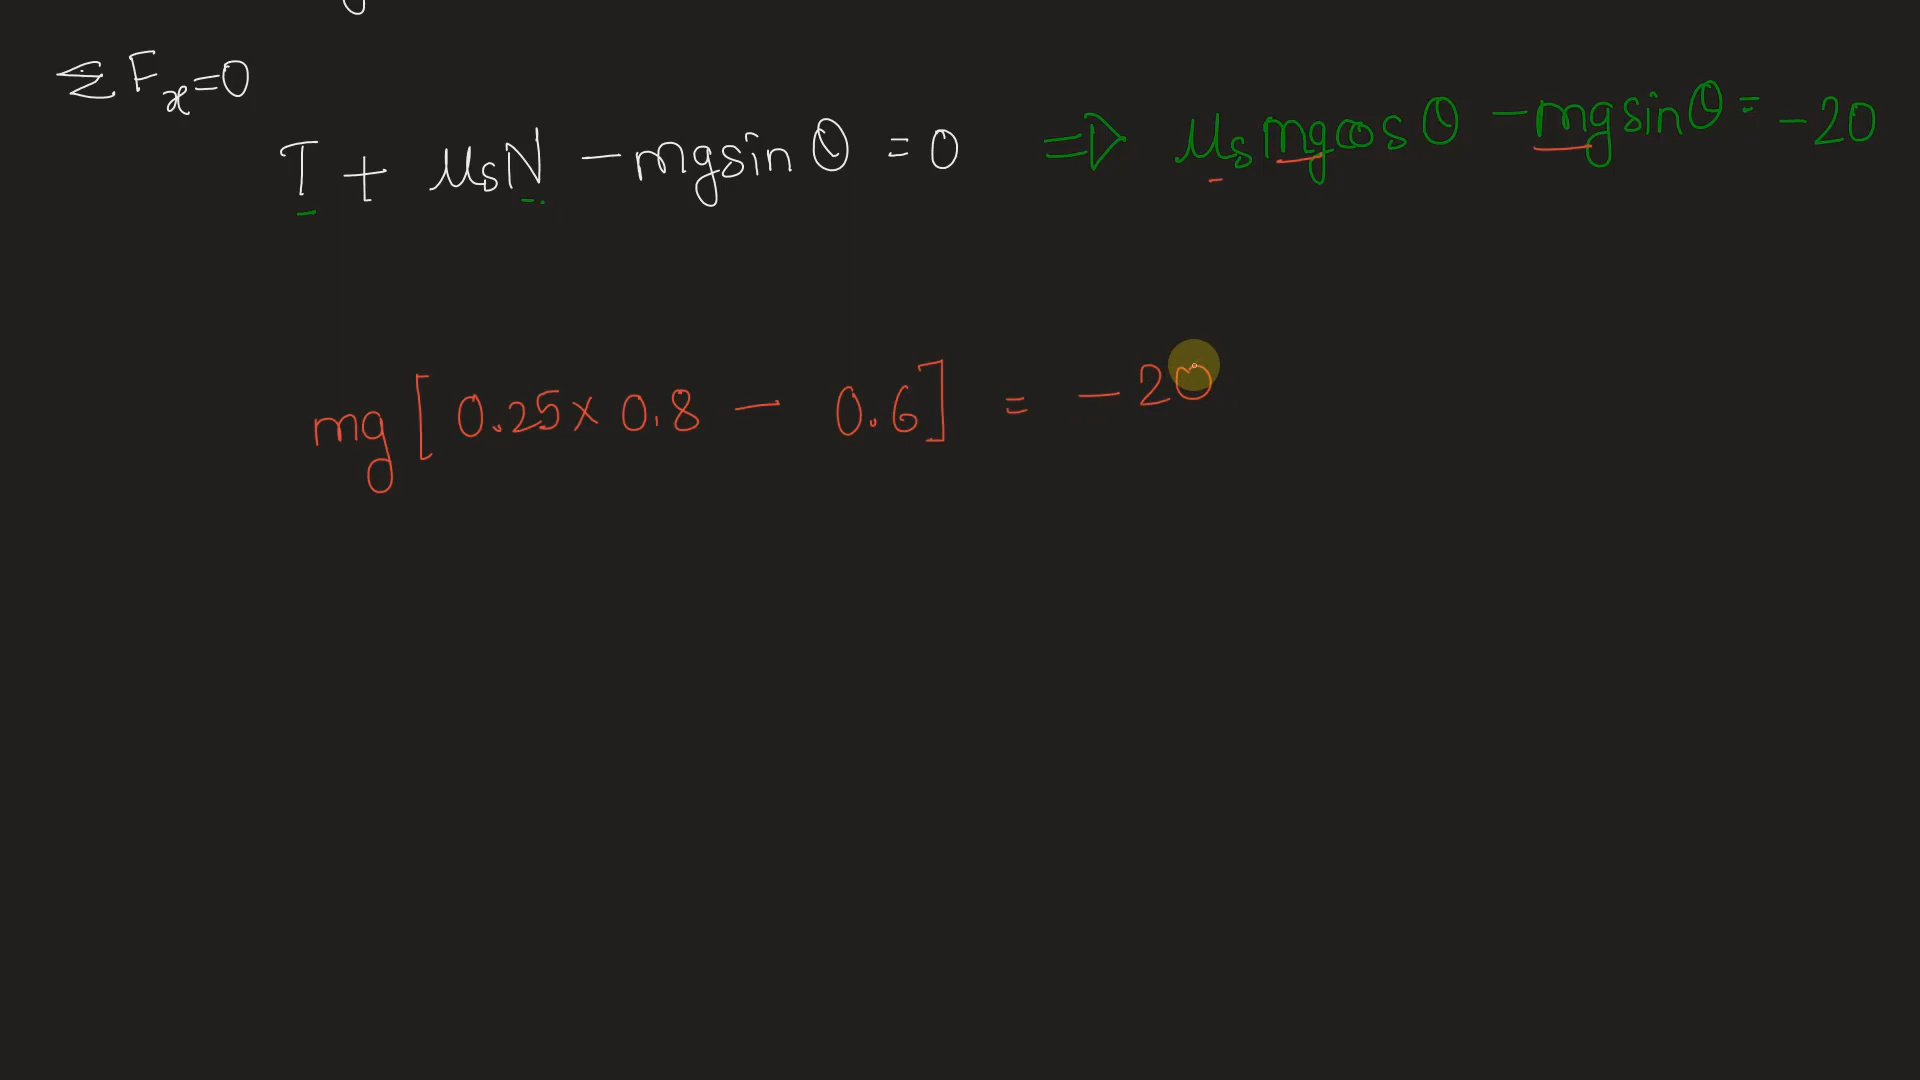 ΣFₓ=0
T + μₛN − mgsinθ = 0 ⇒ μₛmgcosθ − mgsinθ = −20
mg[0.25×0.8 − 0.6] = −20